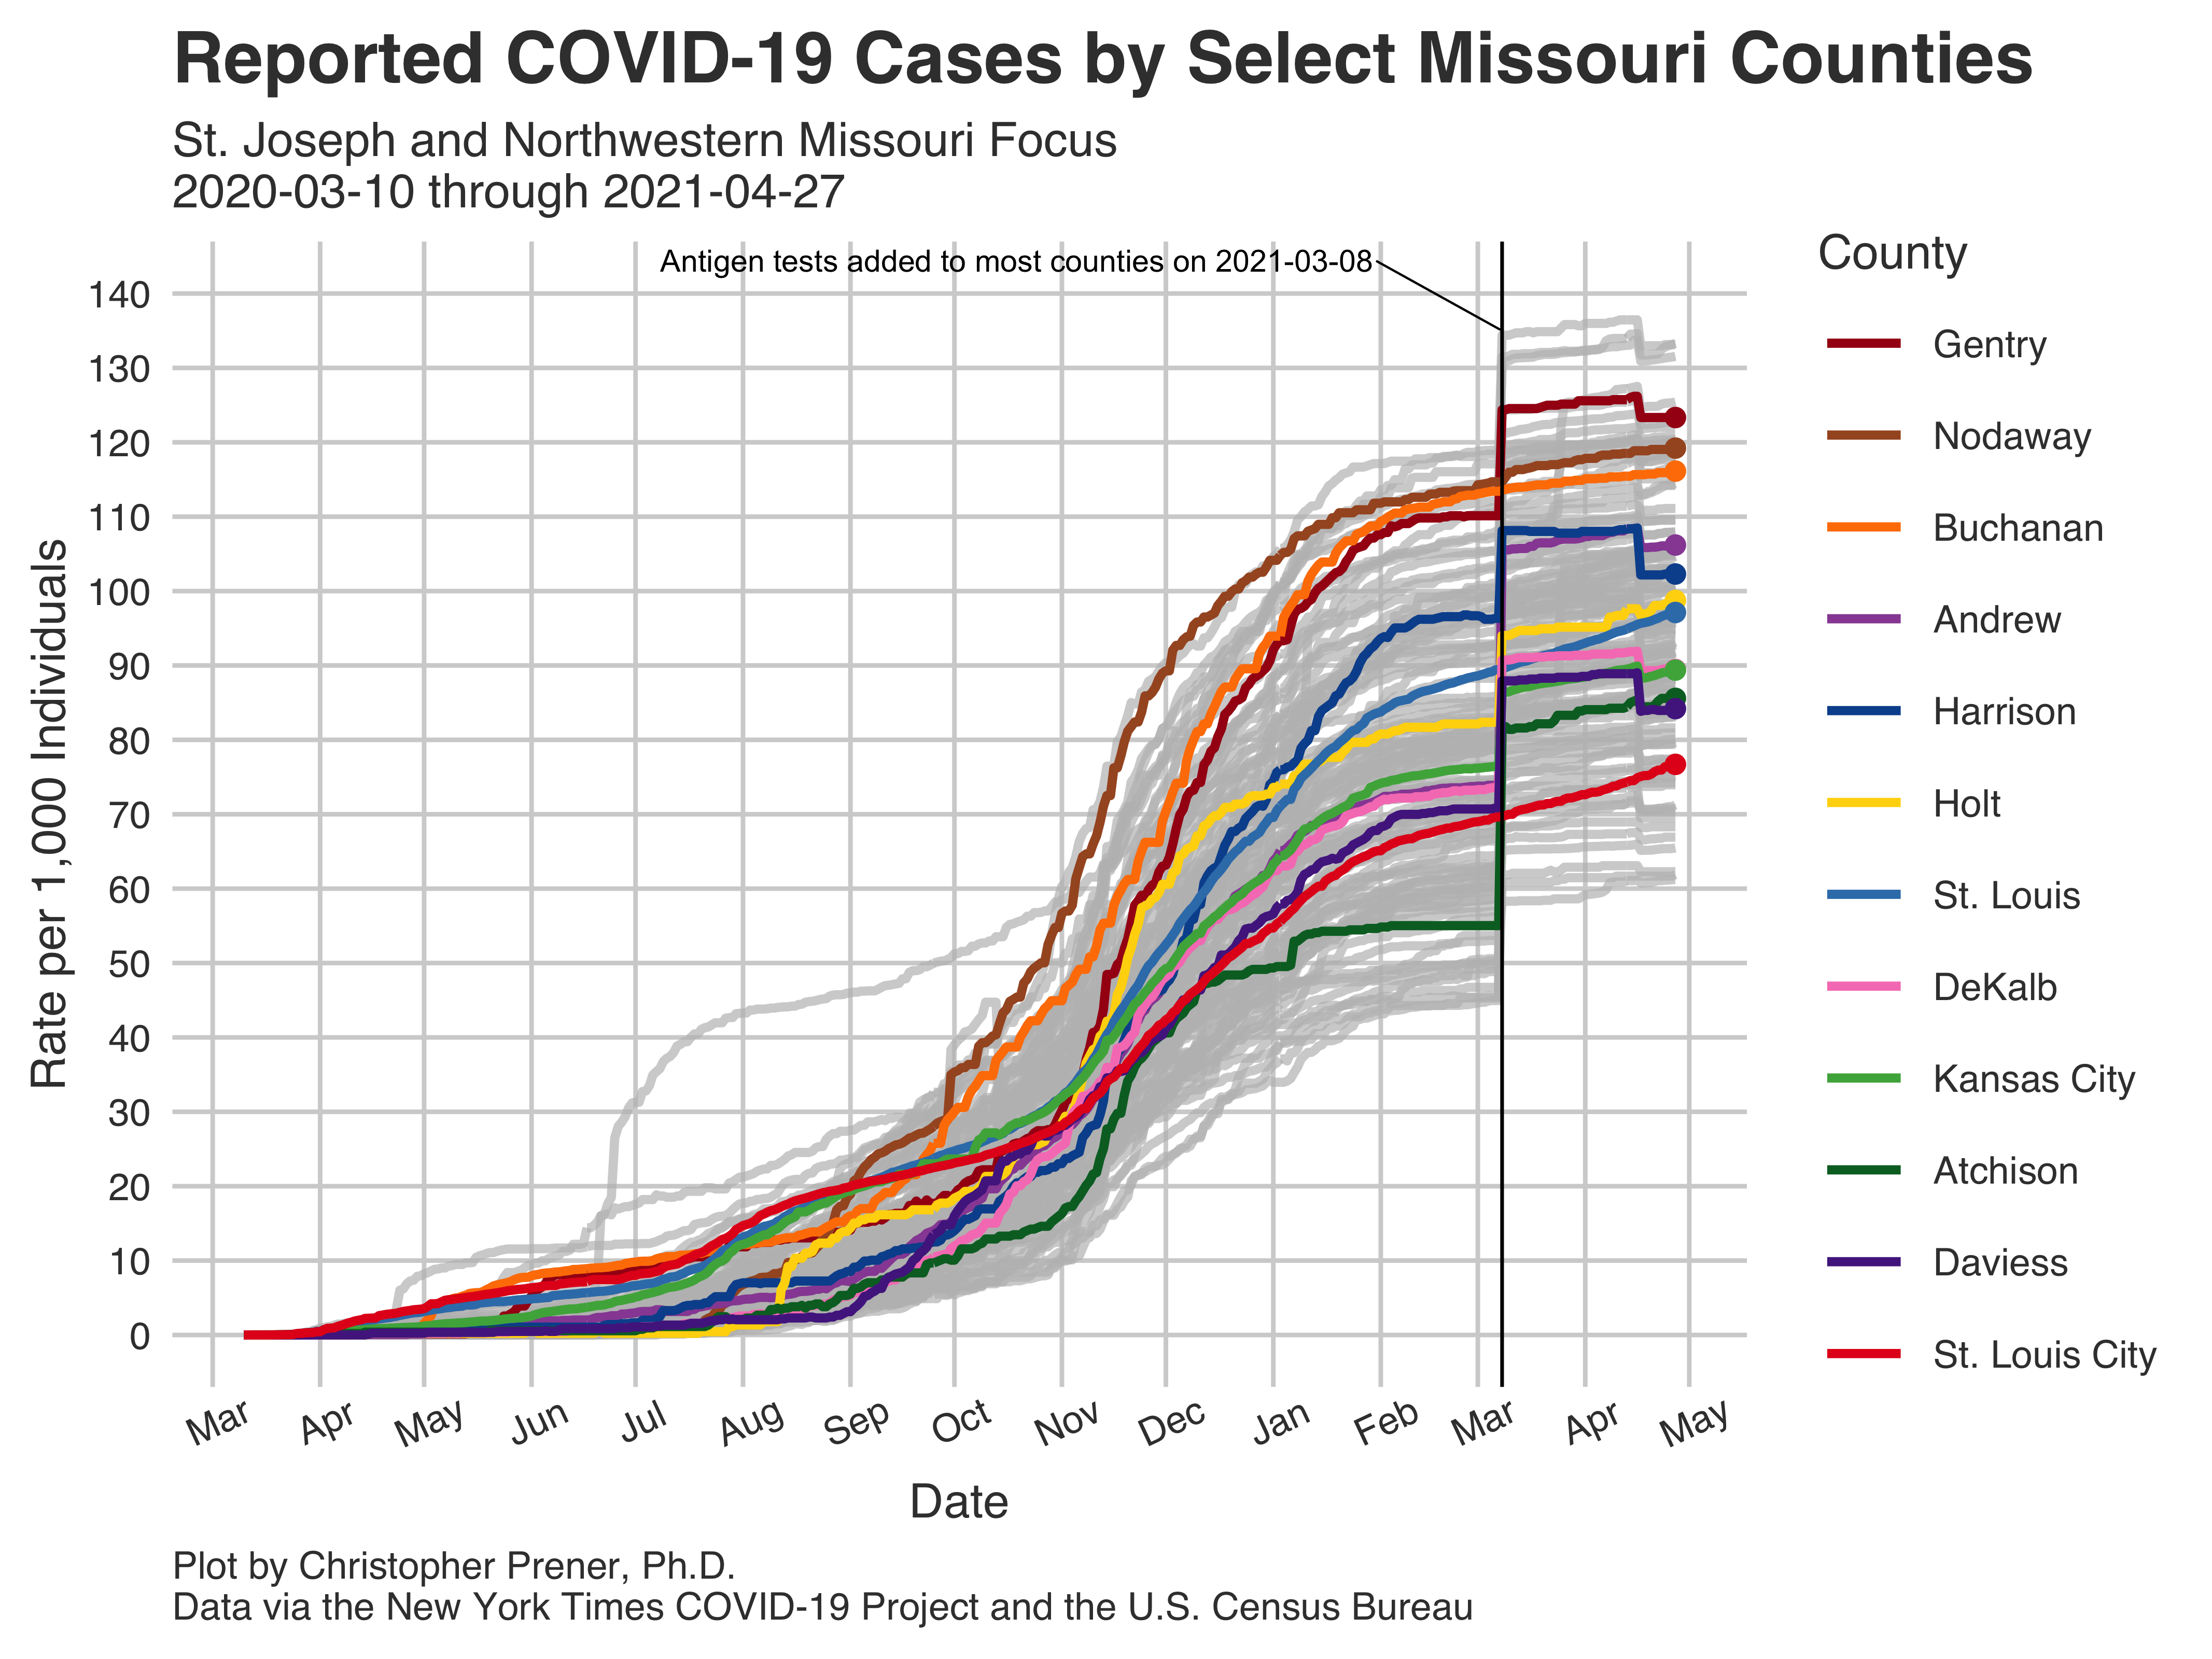 Reported COVID-19 Cases by Select Missouri Counties
St. Joseph and Northwestern Missouri Focus
2020-03-10 through 2021-04-27
Antigen tests added to most counties on 2021-03-08
Rate per 1,000 Individuals
140
130
120
110
100
90
80
70
60
50
40
30
20
10
0
Mar Apr May Jun Jul Aug Sep Oct Nov Dec Jan Feb Mar Apr May
Date
County
Gentry
Nodaway
Buchanan
Andrew
Harrison
Holt
St. Louis
DeKalb
Kansas City
Atchison
Daviess
St. Louis City
Plot by Christopher Prener, Ph.D.
Data via the New York Times COVID-19 Project and the U.S. Census Bureau